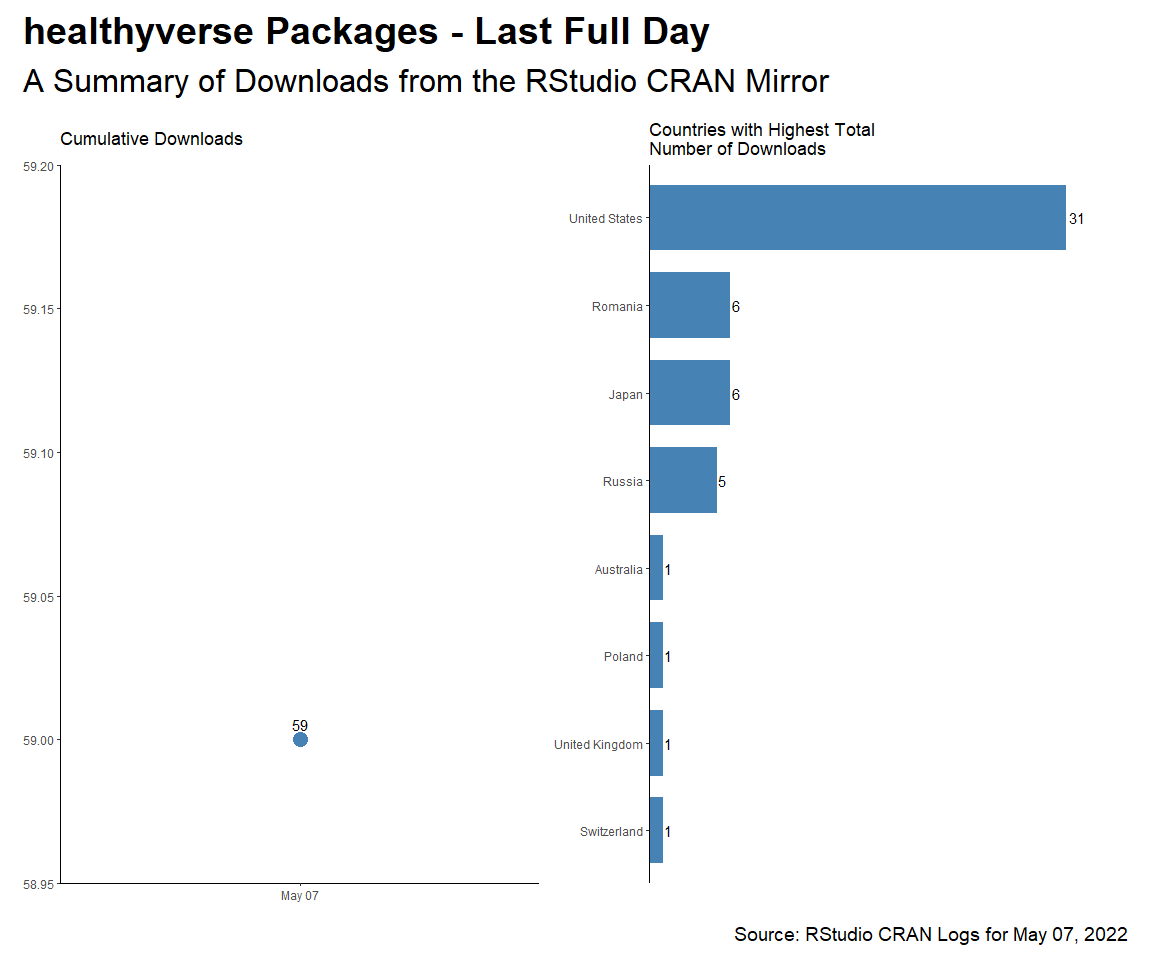 healthyverse Packages - Last Full Day
A Summary of Downloads from the RStudio CRAN Mirror
Cumulative Downloads
59.20
59.15
59.10
59.05
59.00
58.95
59
May 07
Countries with Highest Total
Number of Downloads
United States 31
Romania 6
Japan 6
Russia 5
Australia 1
Poland 1
United Kingdom 1
Switzerland 1
Source: RStudio CRAN Logs for May 07, 2022